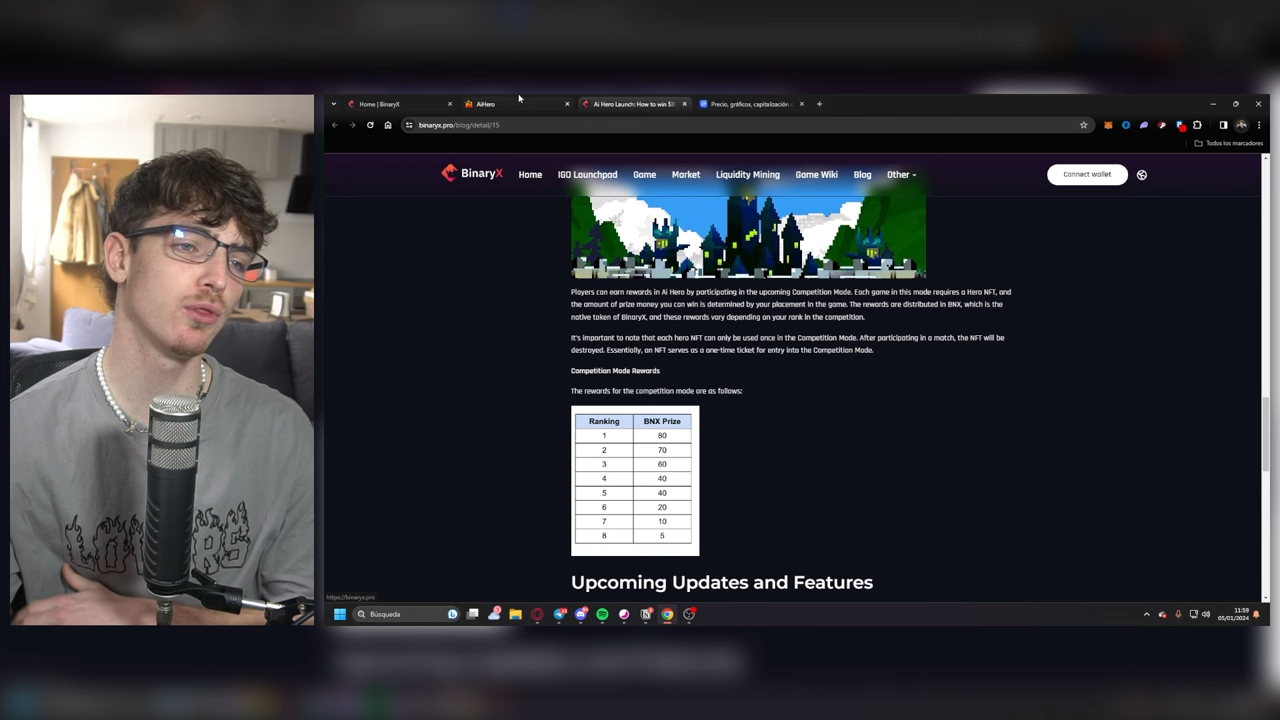 Home | BinaryX
AiHero
Ai Hero Launch: How to win $B
Precio, gráficos, capitalización
binaryx.pro/blog/detail/15
Todos los marcadores
BinaryX
Home
IGO Launchpad
Game
Market
Liquidity Mining
Game Wiki
Blog
Other
Connect wallet
Players can earn rewards in Ai Hero by participating in the upcoming Competition Mode. Each game in this mode requires a Hero NFT, and
the amount of prize money you can win is determined by your placement in the game. The rewards are distributed in BNX, which is the
native token of BinaryX, and these rewards vary depending on your rank in the competition.
It's important to note that each hero NFT can only be used once in the Competition Mode. After participating in a match, the NFT will be
destroyed. Essentially, an NFT serves as a one-time ticket for entry into the Competition Mode.
Competition Mode Rewards
The rewards for the competition mode are as follows:
Ranking BNX Prize
1 80
2 70
3 60
4 40
5 40
6 20
7 10
8 5
Upcoming Updates and Features
https://binaryx.pro
Búsqueda
11:59
05/01/2024